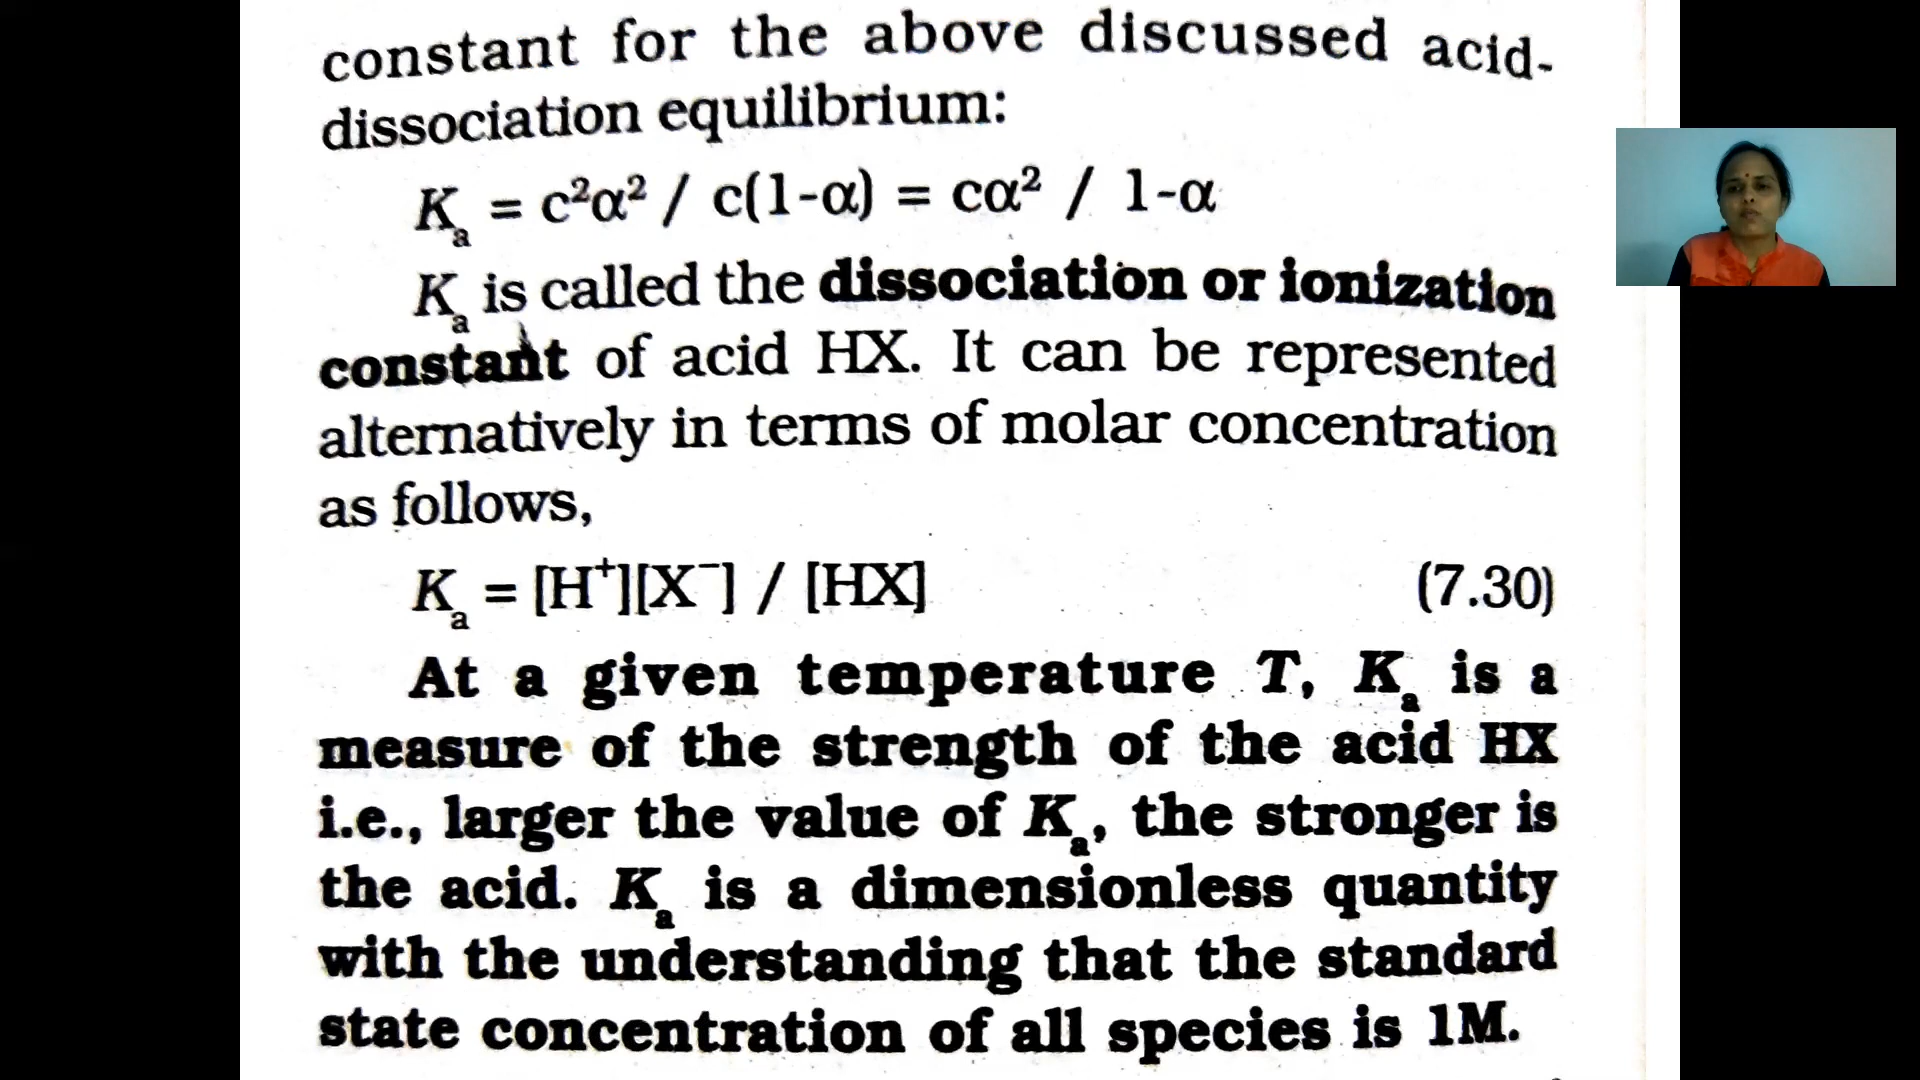 constant for the above discussed acid-
dissociation equilibrium:
Kₐ = c²α² / c(1-α) = cα² / 1-α
Kₐ is called the dissociation or ionization
constant of acid HX. It can be represented
alternatively in terms of molar concentration
as follows,
Kₐ = [H⁺][X⁻] / [HX] (7.30)
At a given temperature T, Kₐ is a
measure of the strength of the acid HX
i.e., larger the value of Kₐ, the stronger is
the acid. Kₐ is a dimensionless quantity
with the understanding that the standard
state concentration of all species is 1M.